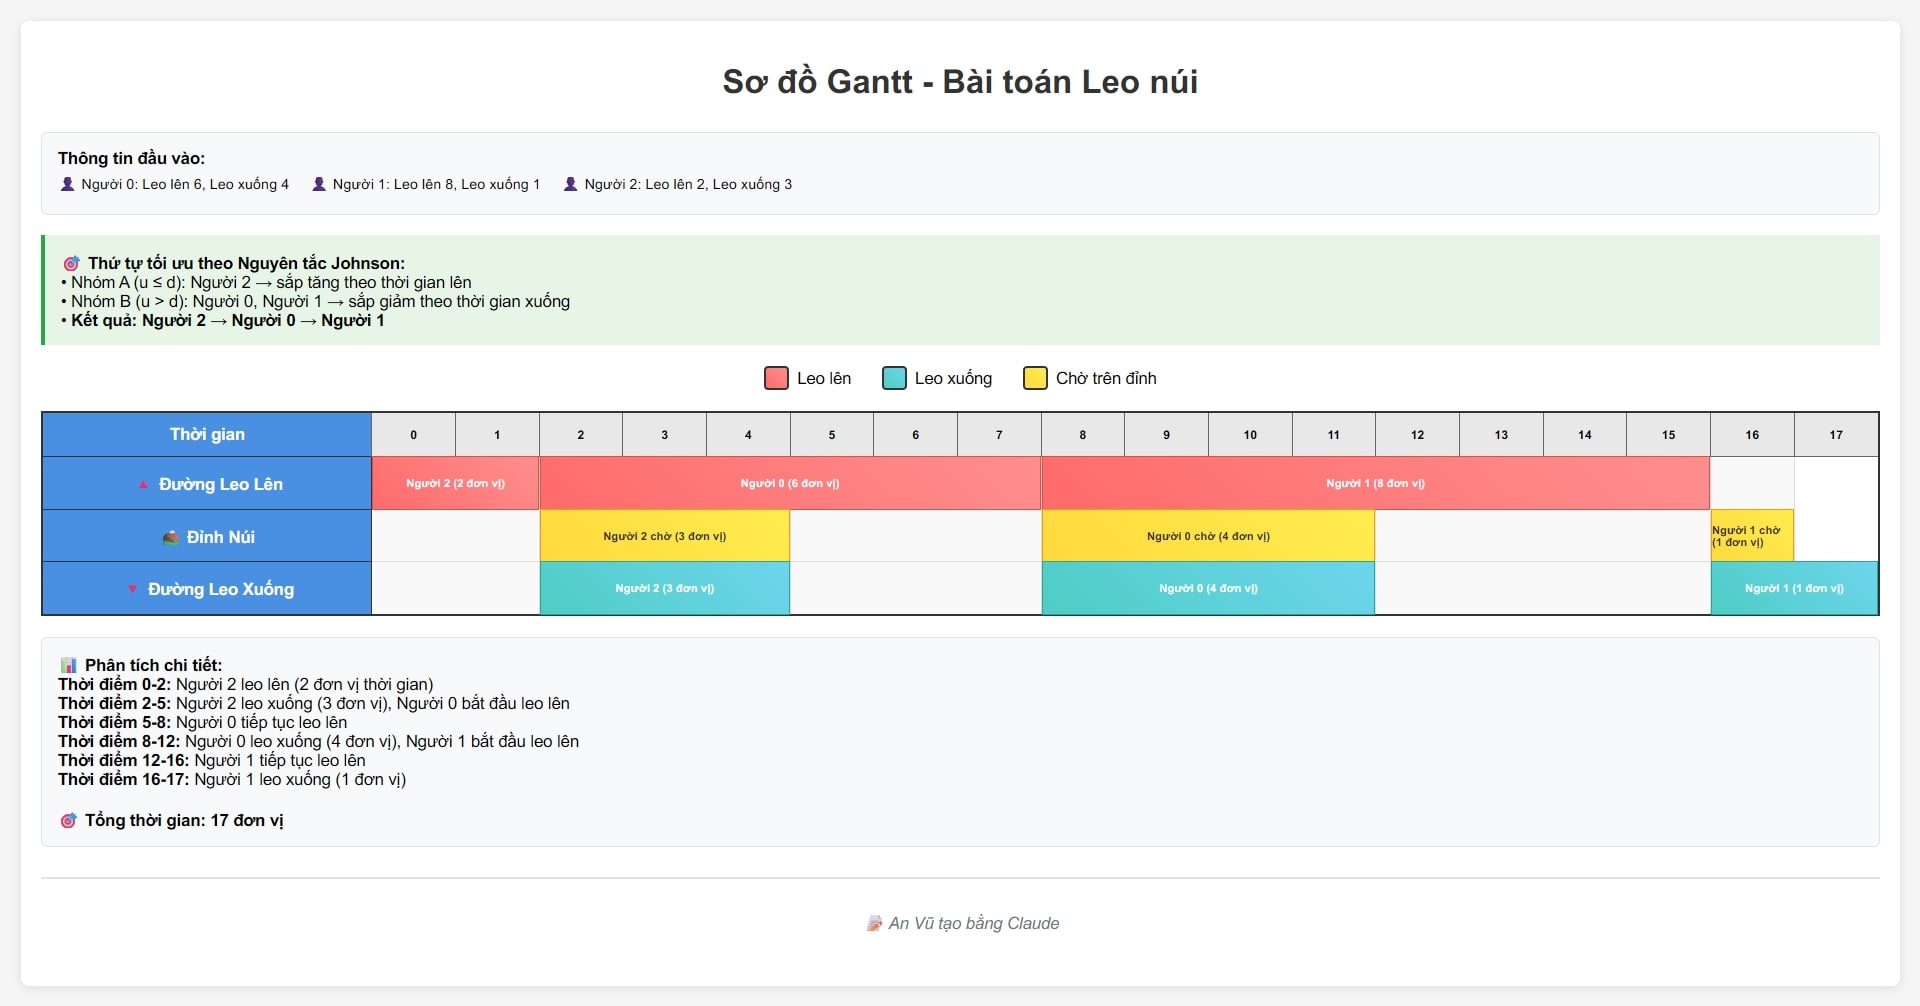 Sơ đồ Gantt - Bài toán Leo núi
Thông tin đầu vào:
Người 0: Leo lên 6, Leo xuống 4 Người 1: Leo lên 8, Leo xuống 1 Người 2: Leo lên 2, Leo xuống 3
Thứ tự tối ưu theo Nguyên tắc Johnson:
• Nhóm A (u ≤ d): Người 2 → sắp tăng theo thời gian lên
• Nhóm B (u > d): Người 0, Người 1 → sắp giảm theo thời gian xuống
• Kết quả: Người 2 → Người 0 → Người 1
Leo lên Leo xuống Chờ trên đỉnh
Thời gian 0 1 2 3 4 5 6 7 8 9 10 11 12 13 14 15 16 17
Đường Leo Lên Người 2 (2 đơn vị) Người 0 (6 đơn vị) Người 1 (8 đơn vị)
Đỉnh Núi Người 2 chờ (3 đơn vị) Người 0 chờ (4 đơn vị) Người 1 chờ
(1 đơn vị)
Đường Leo Xuống Người 2 (3 đơn vị) Người 0 (4 đơn vị) Người 1 (1 đơn vị)
Phân tích chi tiết:
Thời điểm 0-2: Người 2 leo lên (2 đơn vị thời gian)
Thời điểm 2-5: Người 2 leo xuống (3 đơn vị), Người 0 bắt đầu leo lên
Thời điểm 5-8: Người 0 tiếp tục leo lên
Thời điểm 8-12: Người 0 leo xuống (4 đơn vị), Người 1 bắt đầu leo lên
Thời điểm 12-16: Người 1 tiếp tục leo lên
Thời điểm 16-17: Người 1 leo xuống (1 đơn vị)
Tổng thời gian: 17 đơn vị
An Vũ tạo bằng Claude